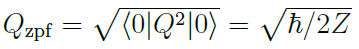 Q_zpf = √⟨0|Q²|0⟩ = √ℏ/2Z